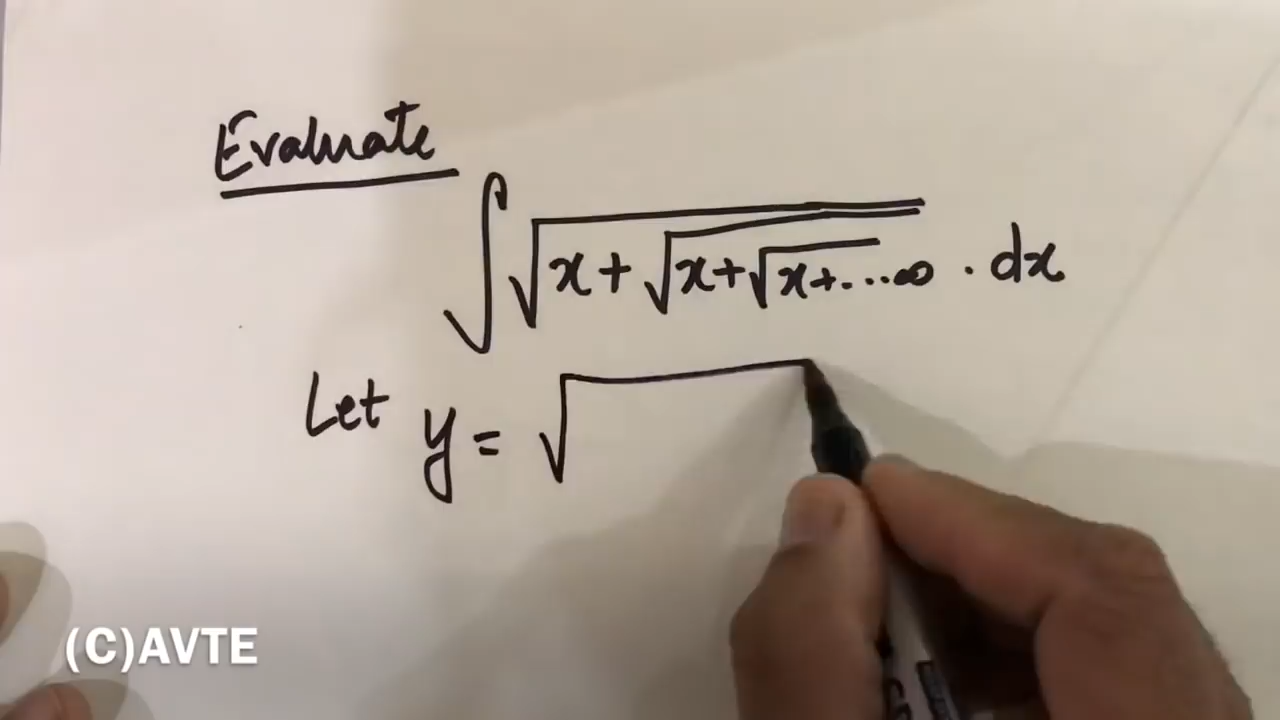 Evaluate
∫√(x+√(x+√(x+....∞ . dx
Let y = √
(C)AVTE